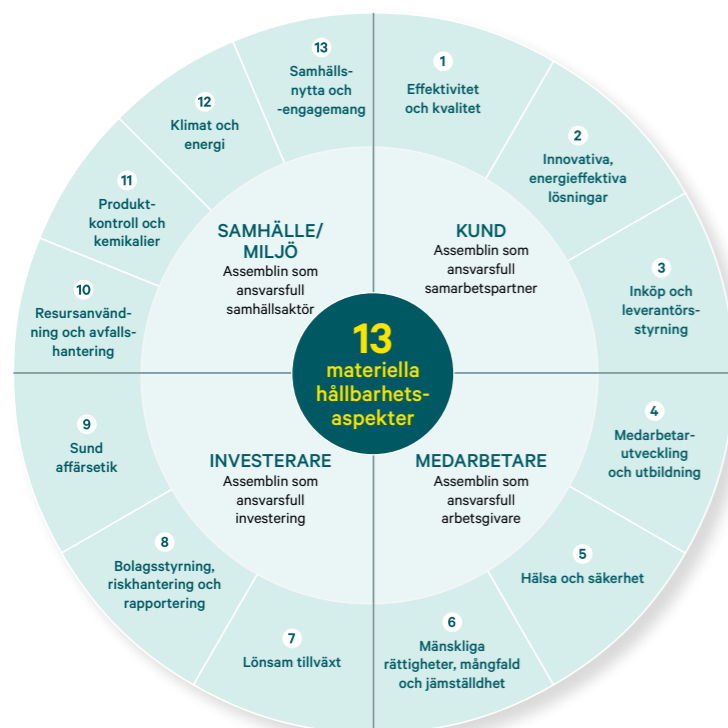 13
materiella
hållbarhets-
aspekter
KUND
Assemblin som
ansvarsfull
samarbetspartner
1
Effektivitet
och kvalitet
2
Innovativa,
energieffektiva
lösningar
3
Inköp och
leverantörs-
styrning
MEDARBETARE
Assemblin som
ansvarsfull
arbetsgivare
4
Medarbetar-
utveckling
och utbildning
5
Hälsa och säkerhet
6
Mänskliga
rättigheter, mångfald
och jämställdhet
INVESTERARE
Assemblin som
ansvarsfull
investering
7
Lönsam tillväxt
8
Bolagsstyrning,
riskhantering och
rapportering
9
Sund
affärsetik
SAMHÄLLE/
MILJÖ
Assemblin som
ansvarsfull
samhällsaktör
10
Resursanvänd-
ning och avfalls-
hantering
11
Produkt-
kontroll och
kemikalier
12
Klimat och
energi
13
Samhälls-
nytta och
-engagemang